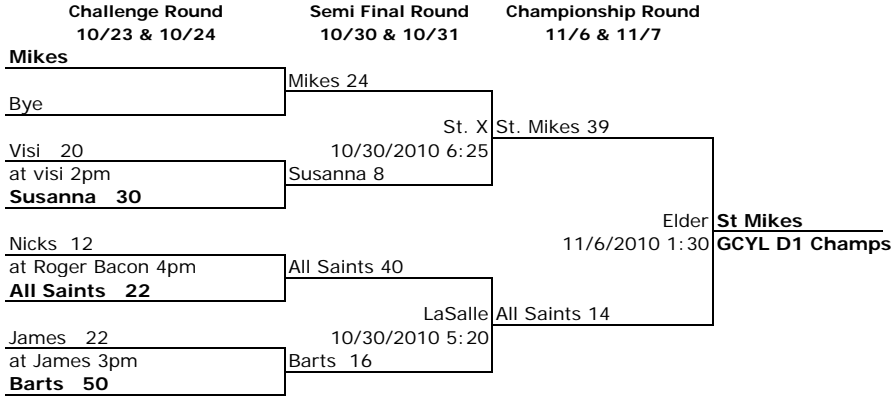 Challenge Round Semi Final Round Championship Round
10/23 & 10/24 10/30 & 10/31 11/6 & 11/7
Mikes
Mikes 24
Bye
St. X St. Mikes 39
Visi 20 10/30/2010 6:25
at visi 2pm Susanna 8
Susanna 30
Elder St Mikes
Nicks 12 11/6/2010 1:30 GCYL D1 Champs
at Roger Bacon 4pm All Saints 40
All Saints 22
LaSalle All Saints 14
James 22 10/30/2010 5:20
at James 3pm Barts 16
Barts 50